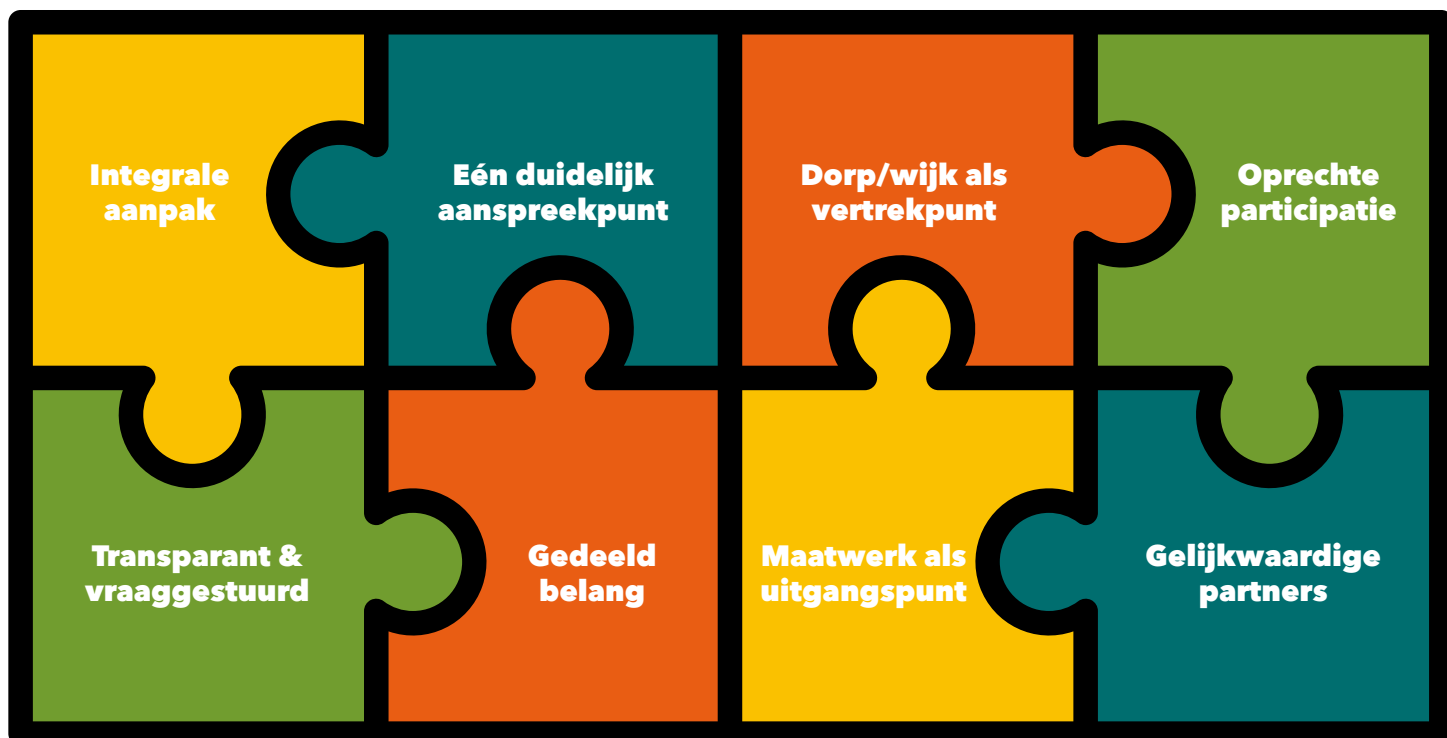 Integrale
aanpak
Eén duidelijk
aanspreekpunt
Dorp/wijk als
vertrekpunt
Oprechte
participatie
Transparant &
vraaggestuurd
Gedeeld
belang
Maatwerk als
uitgangspunt
Gelijkwaardige
partners